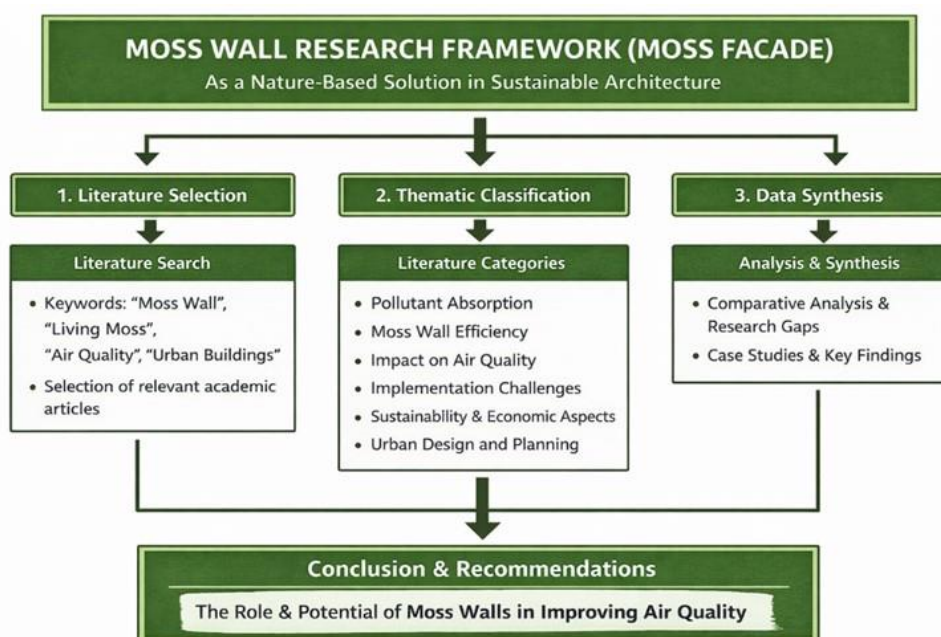 MOSS WALL RESEARCH FRAMEWORK (MOSS FACADE)
As a Nature-Based Solution in Sustainable Architecture
1. Literature Selection
Literature Search
• Keywords: “Moss Wall”,
“Living Moss”,
“Air Quality”, “Urban Buildings”
• Selection of relevant academic
articles
2. Thematic Classification
Literature Categories
• Pollutant Absorption
• Moss Wall Efficiency
• Impact on Air Quality
• Implementation Challenges
• Sustainability & Economic Aspects
• Urban Design and Planning
3. Data Synthesis
Analysis & Synthesis
• Comparative Analysis &
Research Gaps
• Case Studies & Key Findings
Conclusion & Recommendations
The Role & Potential of Moss Walls in Improving Air Quality